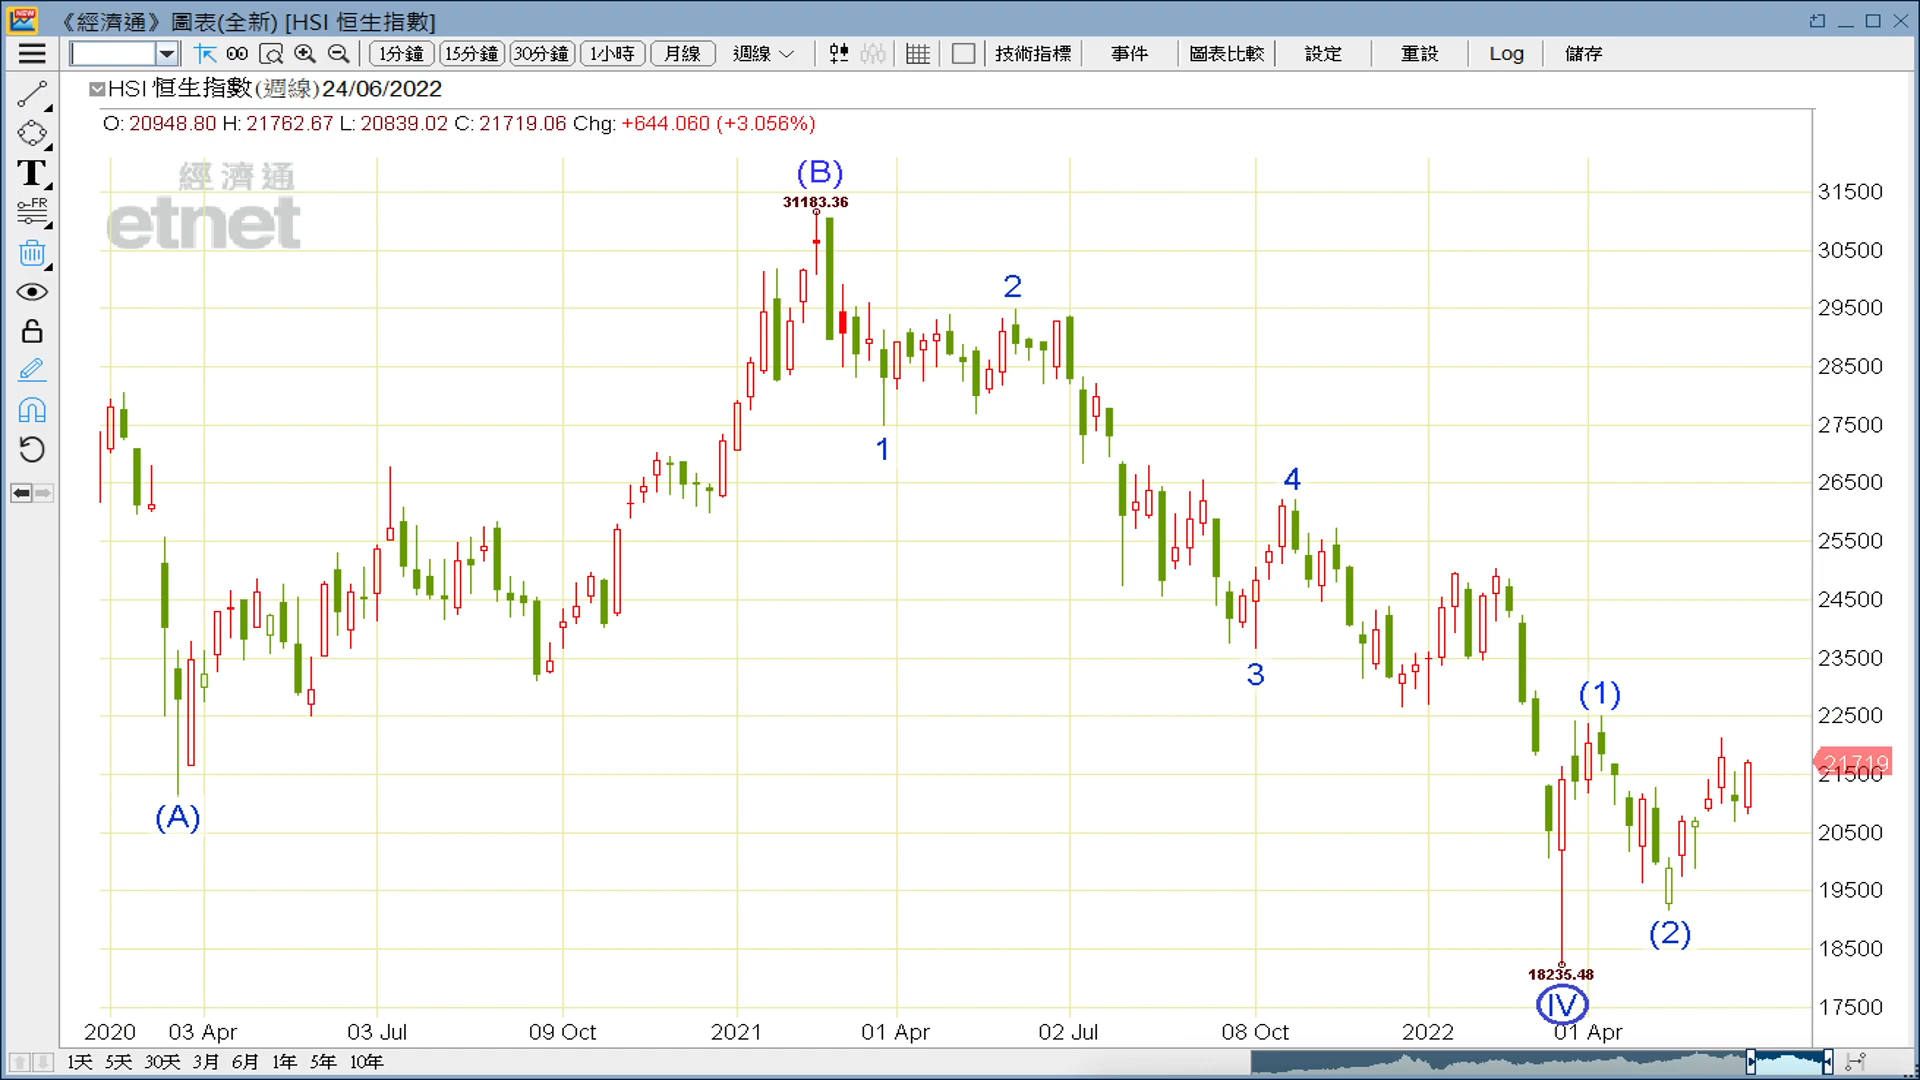 《經濟通》圖表(全新) [HSI 恒生指數]
1分鐘 15分鐘 30分鐘 1小時 月線 週線 技術指標 事件 圖表比較 設定 重設 Log 儲存
HSI 恒生指數(週線)24/06/2022
O: 20948.80 H: 21762.67 L: 20839.02 C: 21719.06 Chg: +644.060 (+3.056%)
經濟通
etnet
NEW
T
FR
(B)
31183.36
2
1
4
3
(1)
(A)
(2)
18235.48
IV
31500
30500
29500
28500
27500
26500
25500
24500
23500
22500
21719
21500
20500
19500
18500
17500
2020 03 Apr 03 Jul 09 Oct 2021 01 Apr 02 Jul 08 Oct 2022 01 Apr
1天 5天 30天 3月 6月 1年 5年 10年